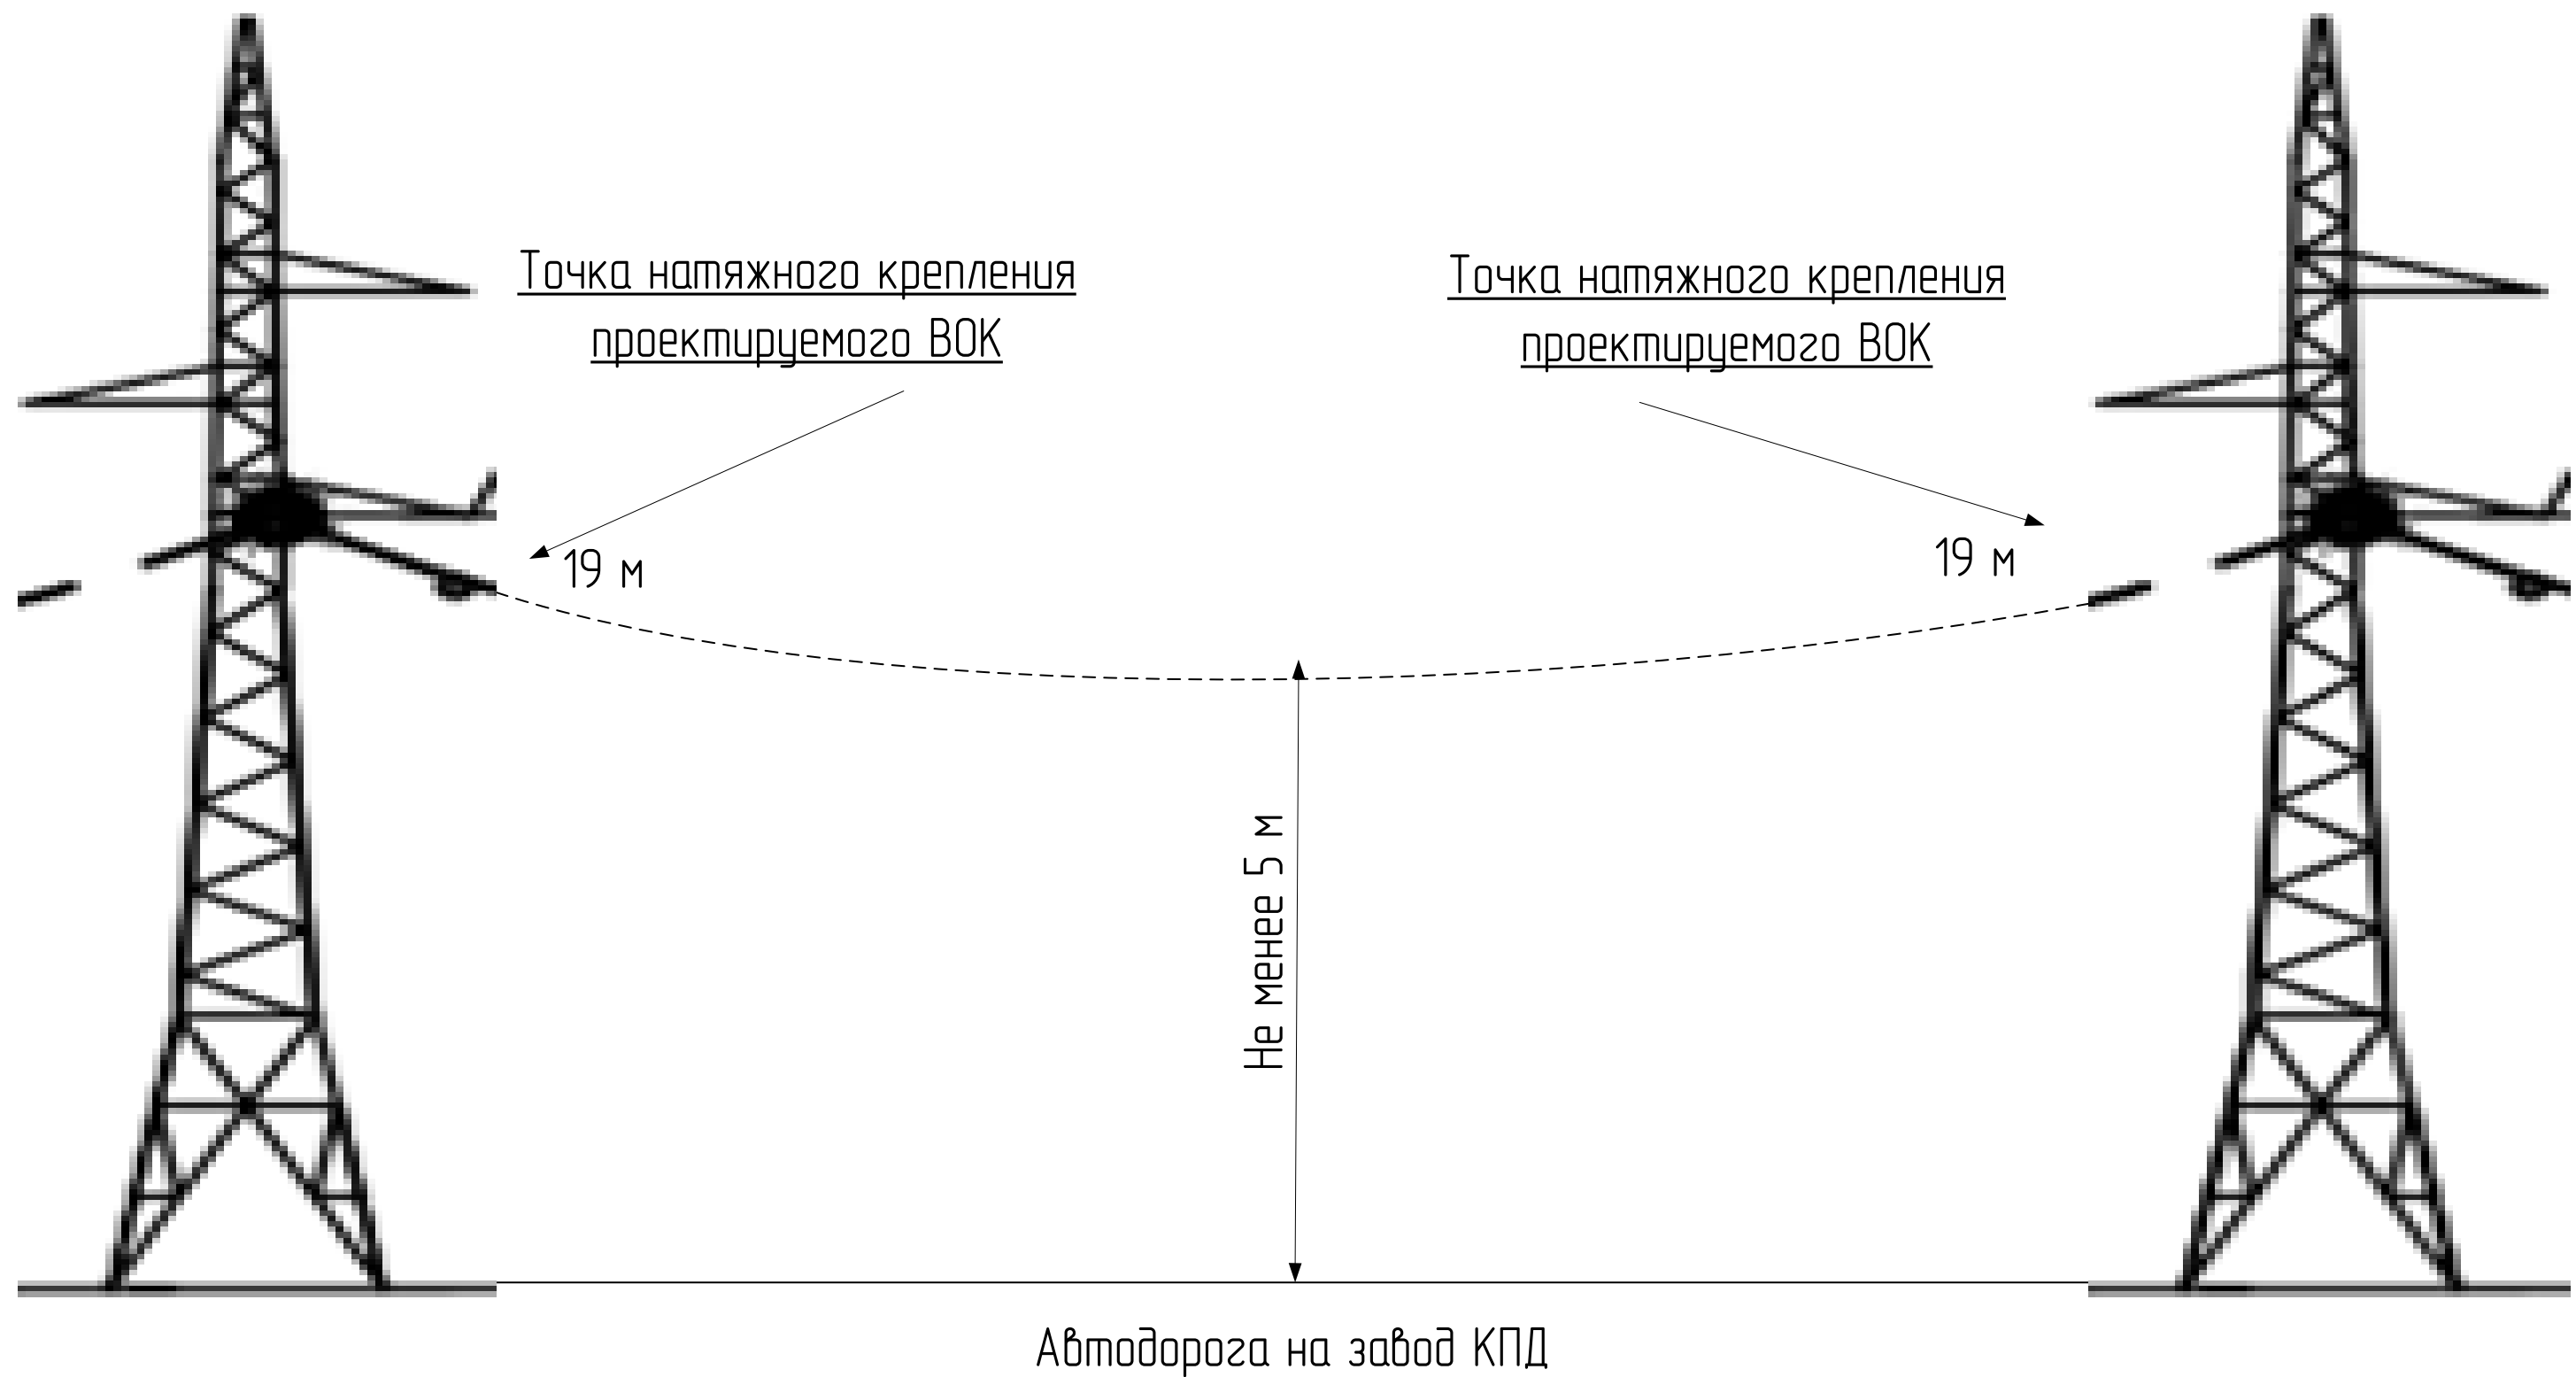 Точка натяжного крепления
проектируемого ВОК
Точка натяжного крепления
проектируемого ВОК
19 м
19 м
Не менее 5 м
Автодорога на завод КПД